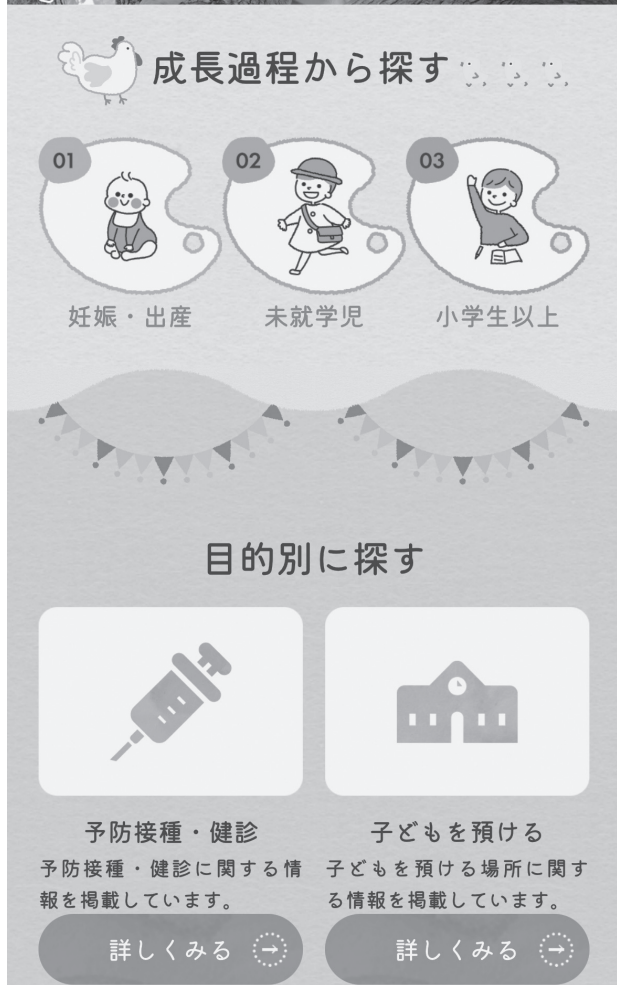 成長過程から探す
01
02
03
妊娠・出産
未就学児
小学生以上
目的別に探す
予防接種・健診
予防接種・健診に関する情
報を掲載しています。
詳しくみる
子どもを預ける
子どもを預ける場所に関す
る情報を掲載しています。
詳しくみる